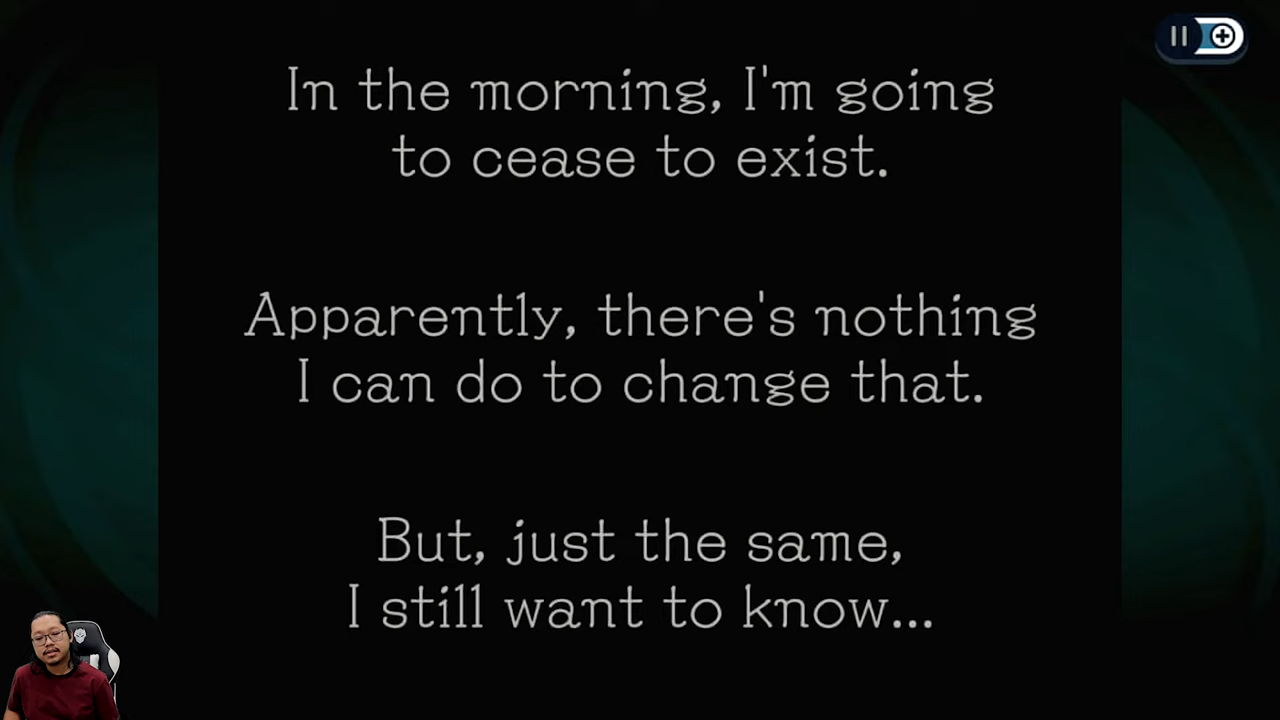 In the morning, I'm going
to cease to exist.
Apparently, there's nothing
I can do to change that.
But, just the same,
I still want to know...